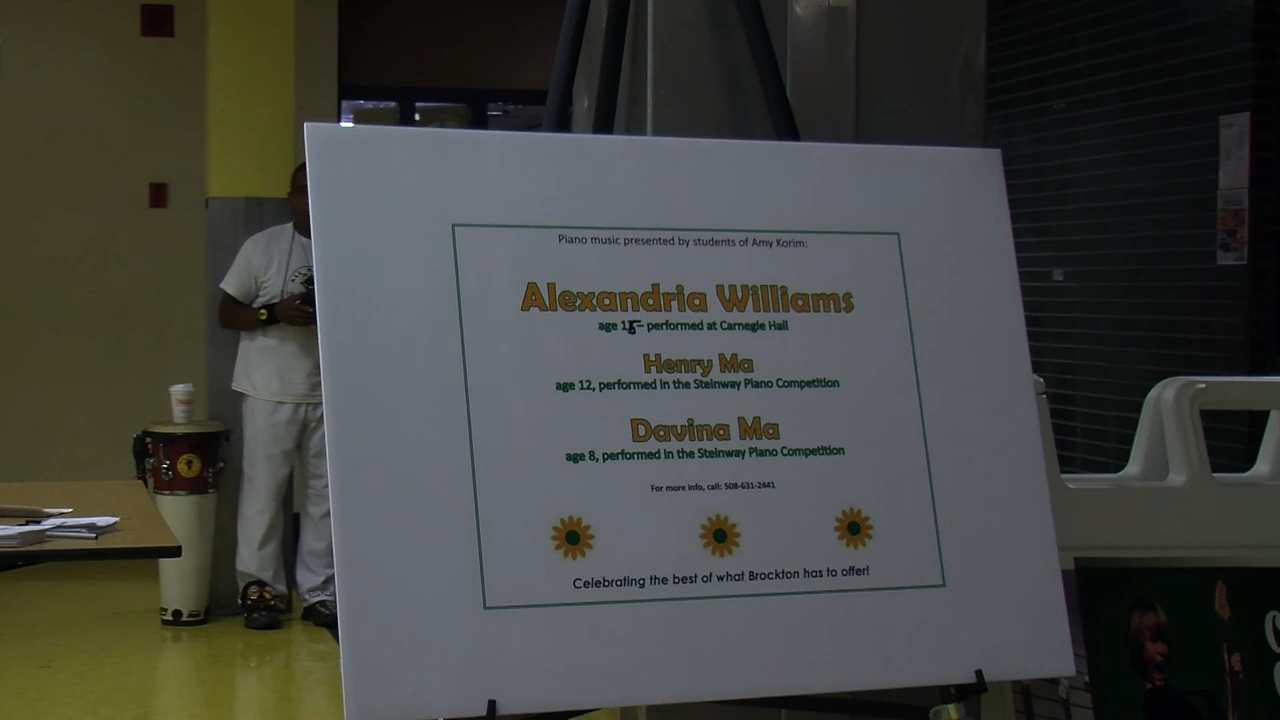 Piano music presented by students of Amy Korim:
Alexandria Williams
age 15- performed at Carnegie Hall
Henry Ma
age 12, performed in the Steinway Piano Competition
Davina Ma
age 8, performed in the Steinway Piano Competition
For more info, call: 508-631-2441
Celebrating the best of what Brockton has to offer!